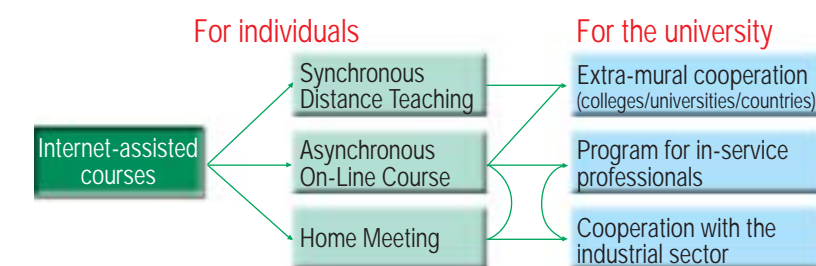 For individuals
For the university
Internet-assisted
courses
Synchronous
Distance Teaching
Asynchronous
On-Line Course
Home Meeting
Extra-mural cooperation
(colleges/universities/countries)
Program for in-service
professionals
Cooperation with the
industrial sector